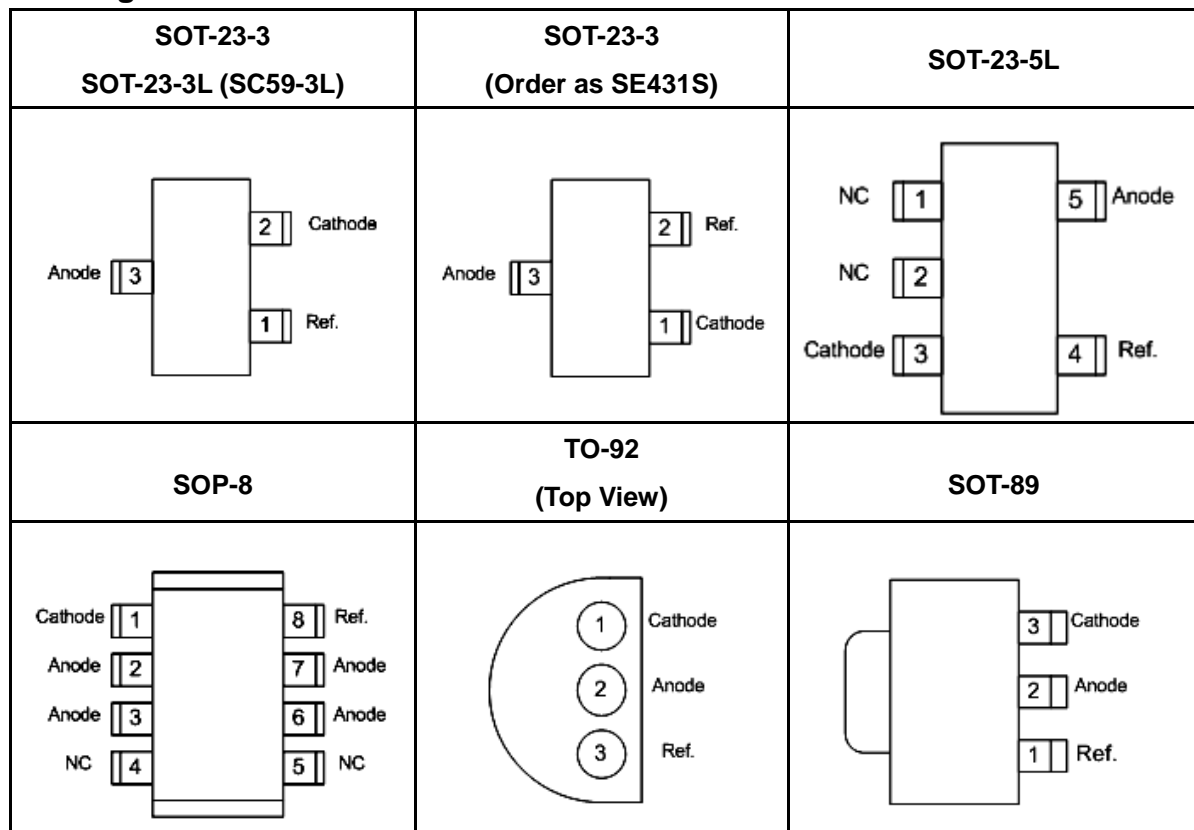 SOT-23-3
SOT-23-3L (SC59-3L)
SOT-23-3
(Order as SE431S)
SOT-23-5L
2 Cathode
Anode 3
1 Ref.
2 Ref.
Anode 3
1 Cathode
NC 1
5 Anode
NC 2
Cathode 3
4 Ref.
SOP-8
TO-92
(Top View)
SOT-89
Cathode 1
8 Ref.
Anode 2
7 Anode
Anode 3
6 Anode
NC 4
5 NC
1 Cathode
2 Anode
3 Ref.
3 Cathode
2 Anode
1 Ref.